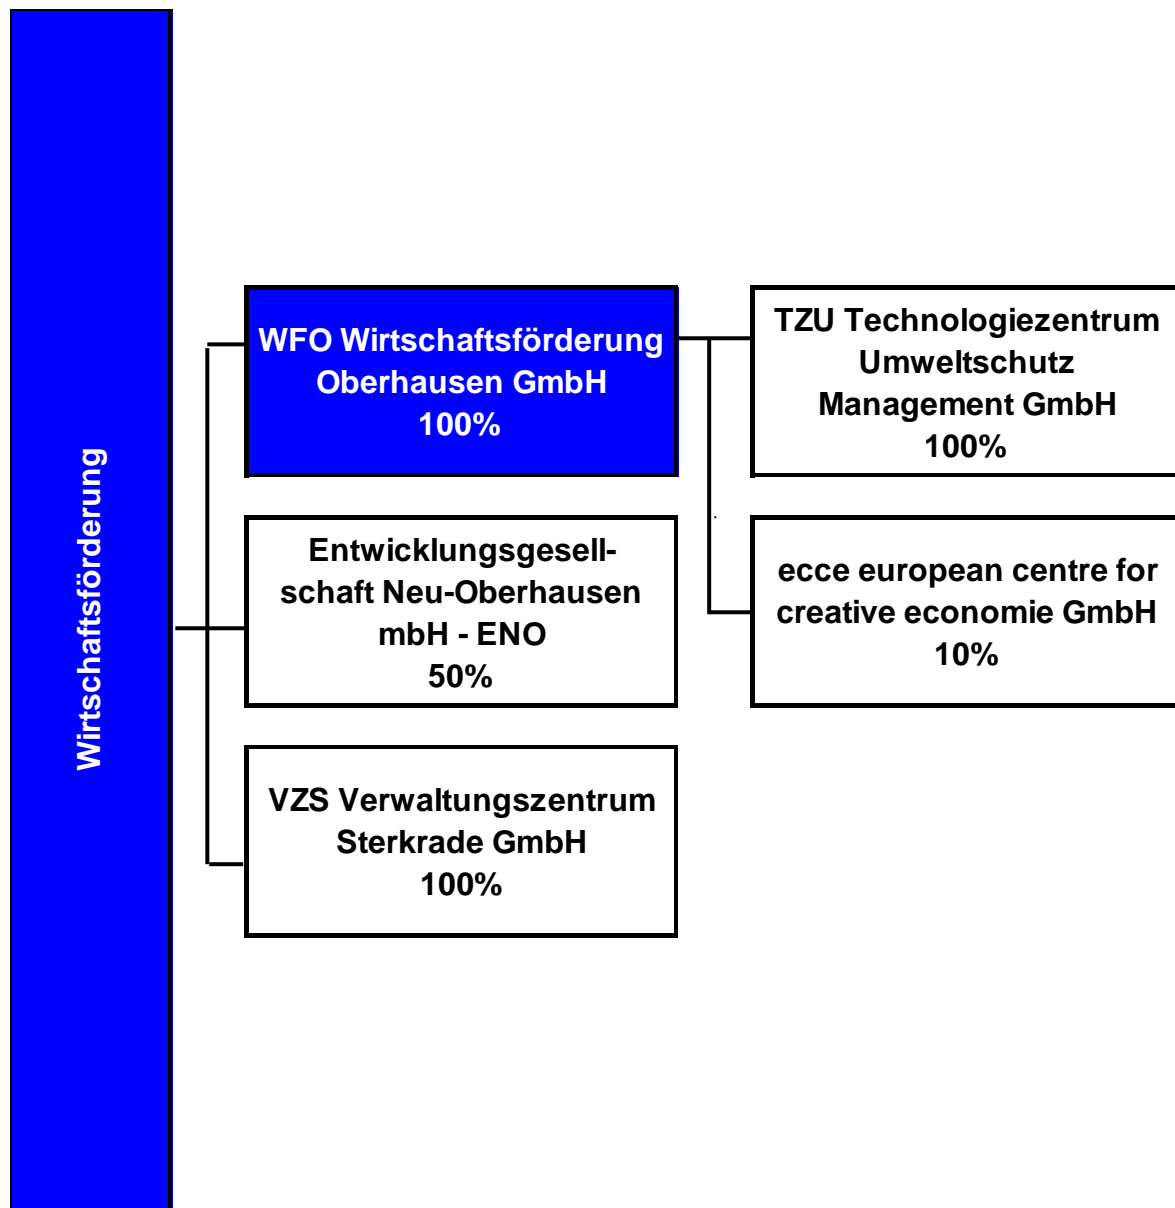 Wirtschaftsförderung
WFO Wirtschaftsförderung
Oberhausen GmbH
100%
TZU Technologiezentrum
Umweltschutz
Management GmbH
100%
Entwicklungsgesell-
schaft Neu-Oberhausen
mbH - ENO
50%
ecce european centre for
creative economie GmbH
10%
VZS Verwaltungszentrum
Sterkrade GmbH
100%